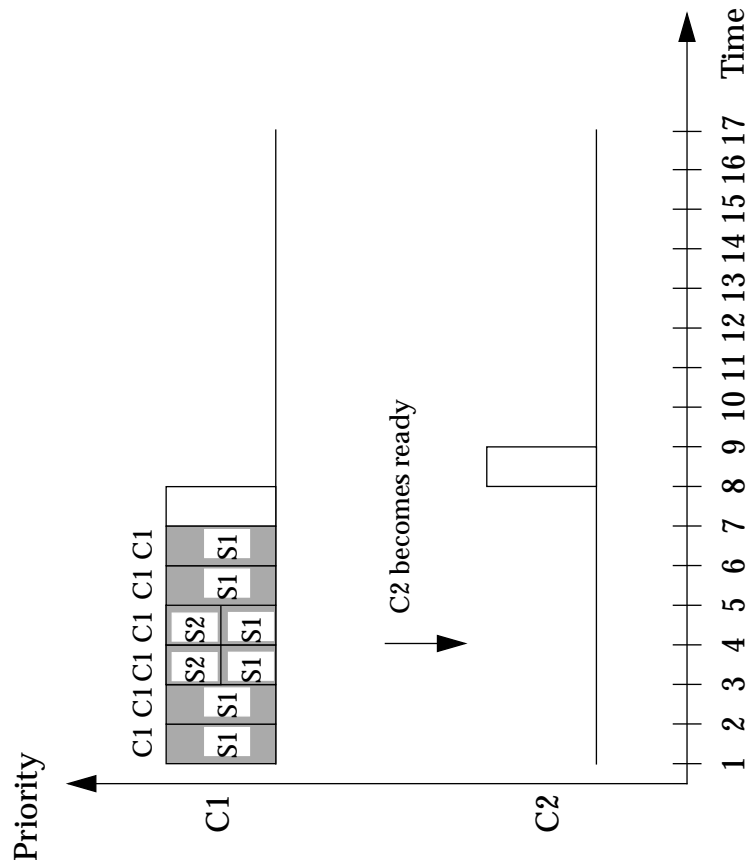 Priority
C1 C1 C1 C1 C1 C1
C1
S2 S2
S1 S1 S1 S1 S1 S1
C2 becomes ready
C2
1 2 3 4 5 6 7 8 9 10 11 12 13 14 15 16 17
Time